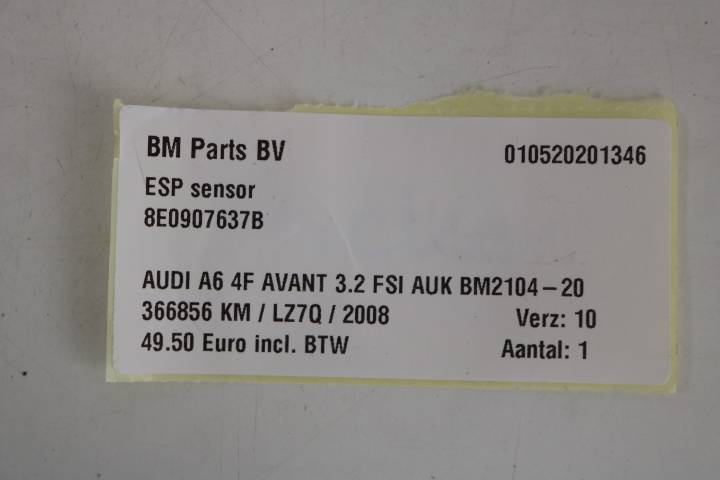 BM Parts BV 010520201346
ESP sensor
8E0907637B
AUDI A6 4F AVANT 3.2 FSI AUK BM2104-20
366856 KM / LZ7Q / 2008 Verz: 10
49.50 Euro incl. BTW Aantal: 1